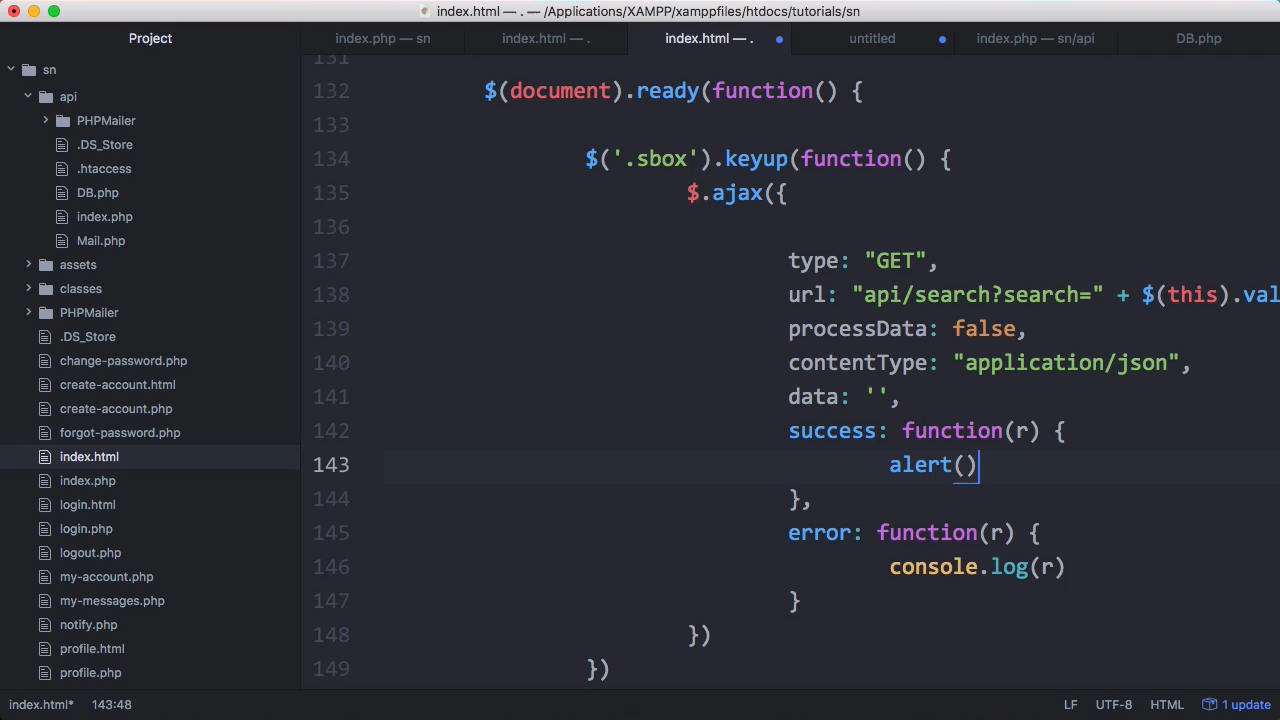 index.html — . — /Applications/XAMPP/xamppfiles/htdocs/tutorials/sn
Project
index.php — sn
index.html — .
index.html — .
untitled
index.php — sn/api
DB.php
sn
api
PHPMailer
.DS_Store
.htaccess
DB.php
index.php
Mail.php
assets
classes
PHPMailer
.DS_Store
change-password.php
create-account.html
create-account.php
forgot-password.php
index.html
index.php
login.html
login.php
logout.php
my-account.php
my-messages.php
notify.php
profile.html
profile.php
131
132 $(document).ready(function() {
133
134 $('.sbox').keyup(function() {
135 $.ajax({
136
137 type: "GET",
138 url: "api/search?search=" + $(this).val
139 processData: false,
140 contentType: "application/json",
141 data: '',
142 success: function(r) {
143 alert()
144 },
145 error: function(r) {
146 console.log(r)
147 }
148 })
149 })
index.html* 143:48
LF UTF-8 HTML 1 update